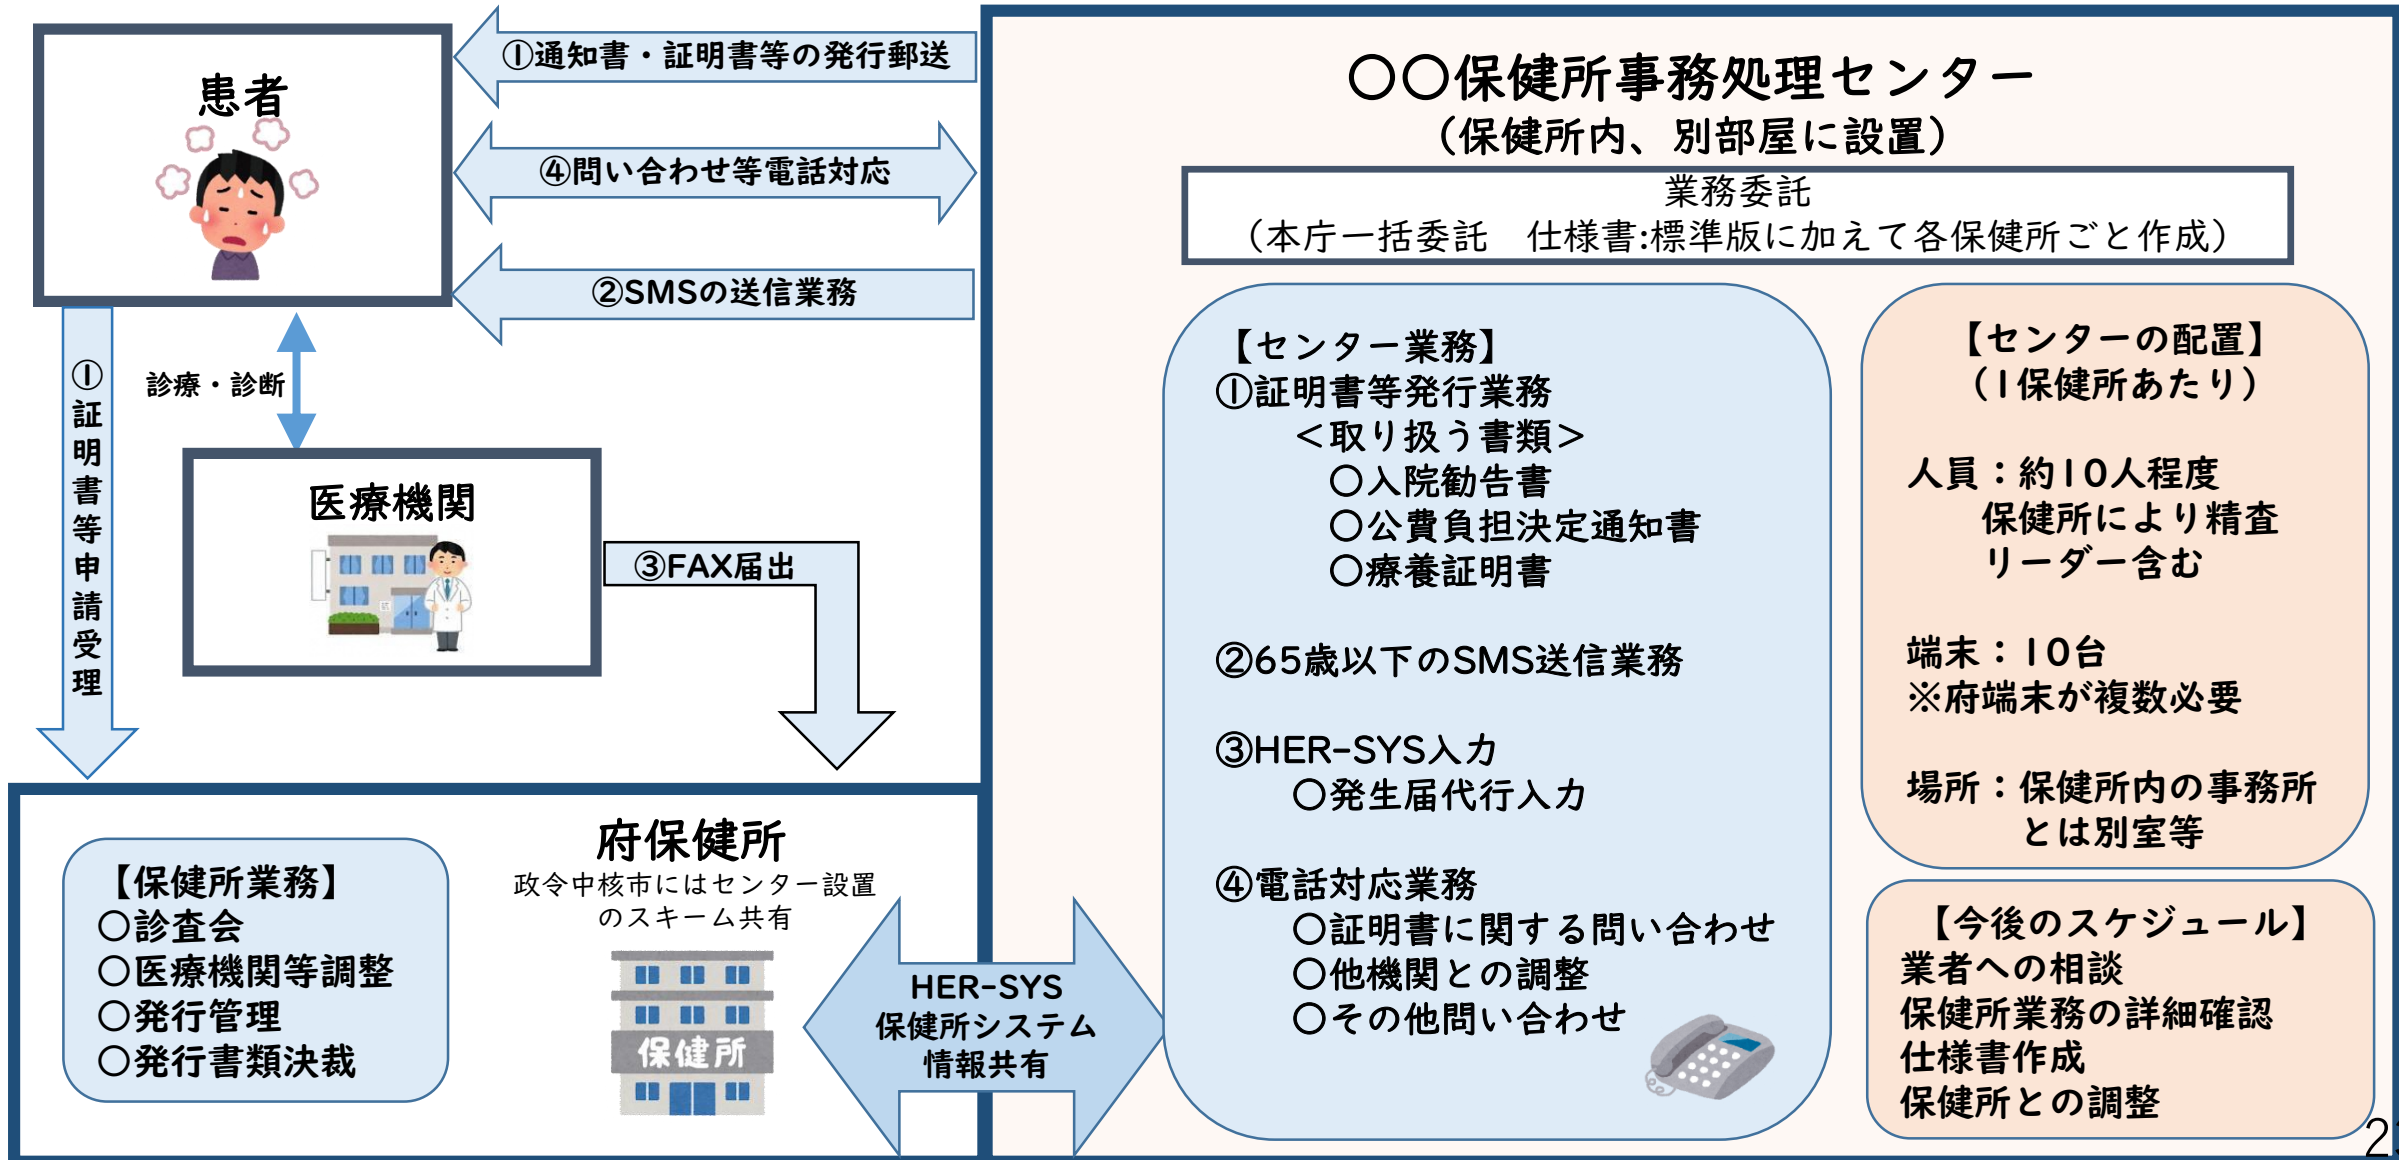 患者
①通知書・証明書等の発行郵送
④問い合わせ等電話対応
②SMSの送信業務
①証明書等申請受理
診療・診断
医療機関
③FAX届出
〇〇保健所事務処理センター
（保健所内、別部屋に設置）
業務委託
（本庁一括委託　仕様書:標準版に加えて各保健所ごと作成）
【センター業務】
①証明書等発行業務
＜取り扱う書類＞
〇入院勧告書
〇公費負担決定通知書
〇療養証明書
②65歳以下のSMS送信業務
③HER-SYS入力
〇発生届代行入力
④電話対応業務
〇証明書に関する問い合わせ
〇他機関との調整
〇その他問い合わせ
【センターの配置】
（1保健所あたり）
人員：約10人程度
保健所により精査
リーダー含む
端末：10台
※府端末が複数必要
場所：保健所内の事務所
とは別室等
【今後のスケジュール】
業者への相談
保健所業務の詳細確認
仕様書作成
保健所との調整
府保健所
政令中核市にはセンター設置
のスキーム共有
保健所
【保健所業務】
〇診査会
〇医療機関等調整
〇発行管理
〇発行書類決裁
HER-SYS
保健所システム
情報共有